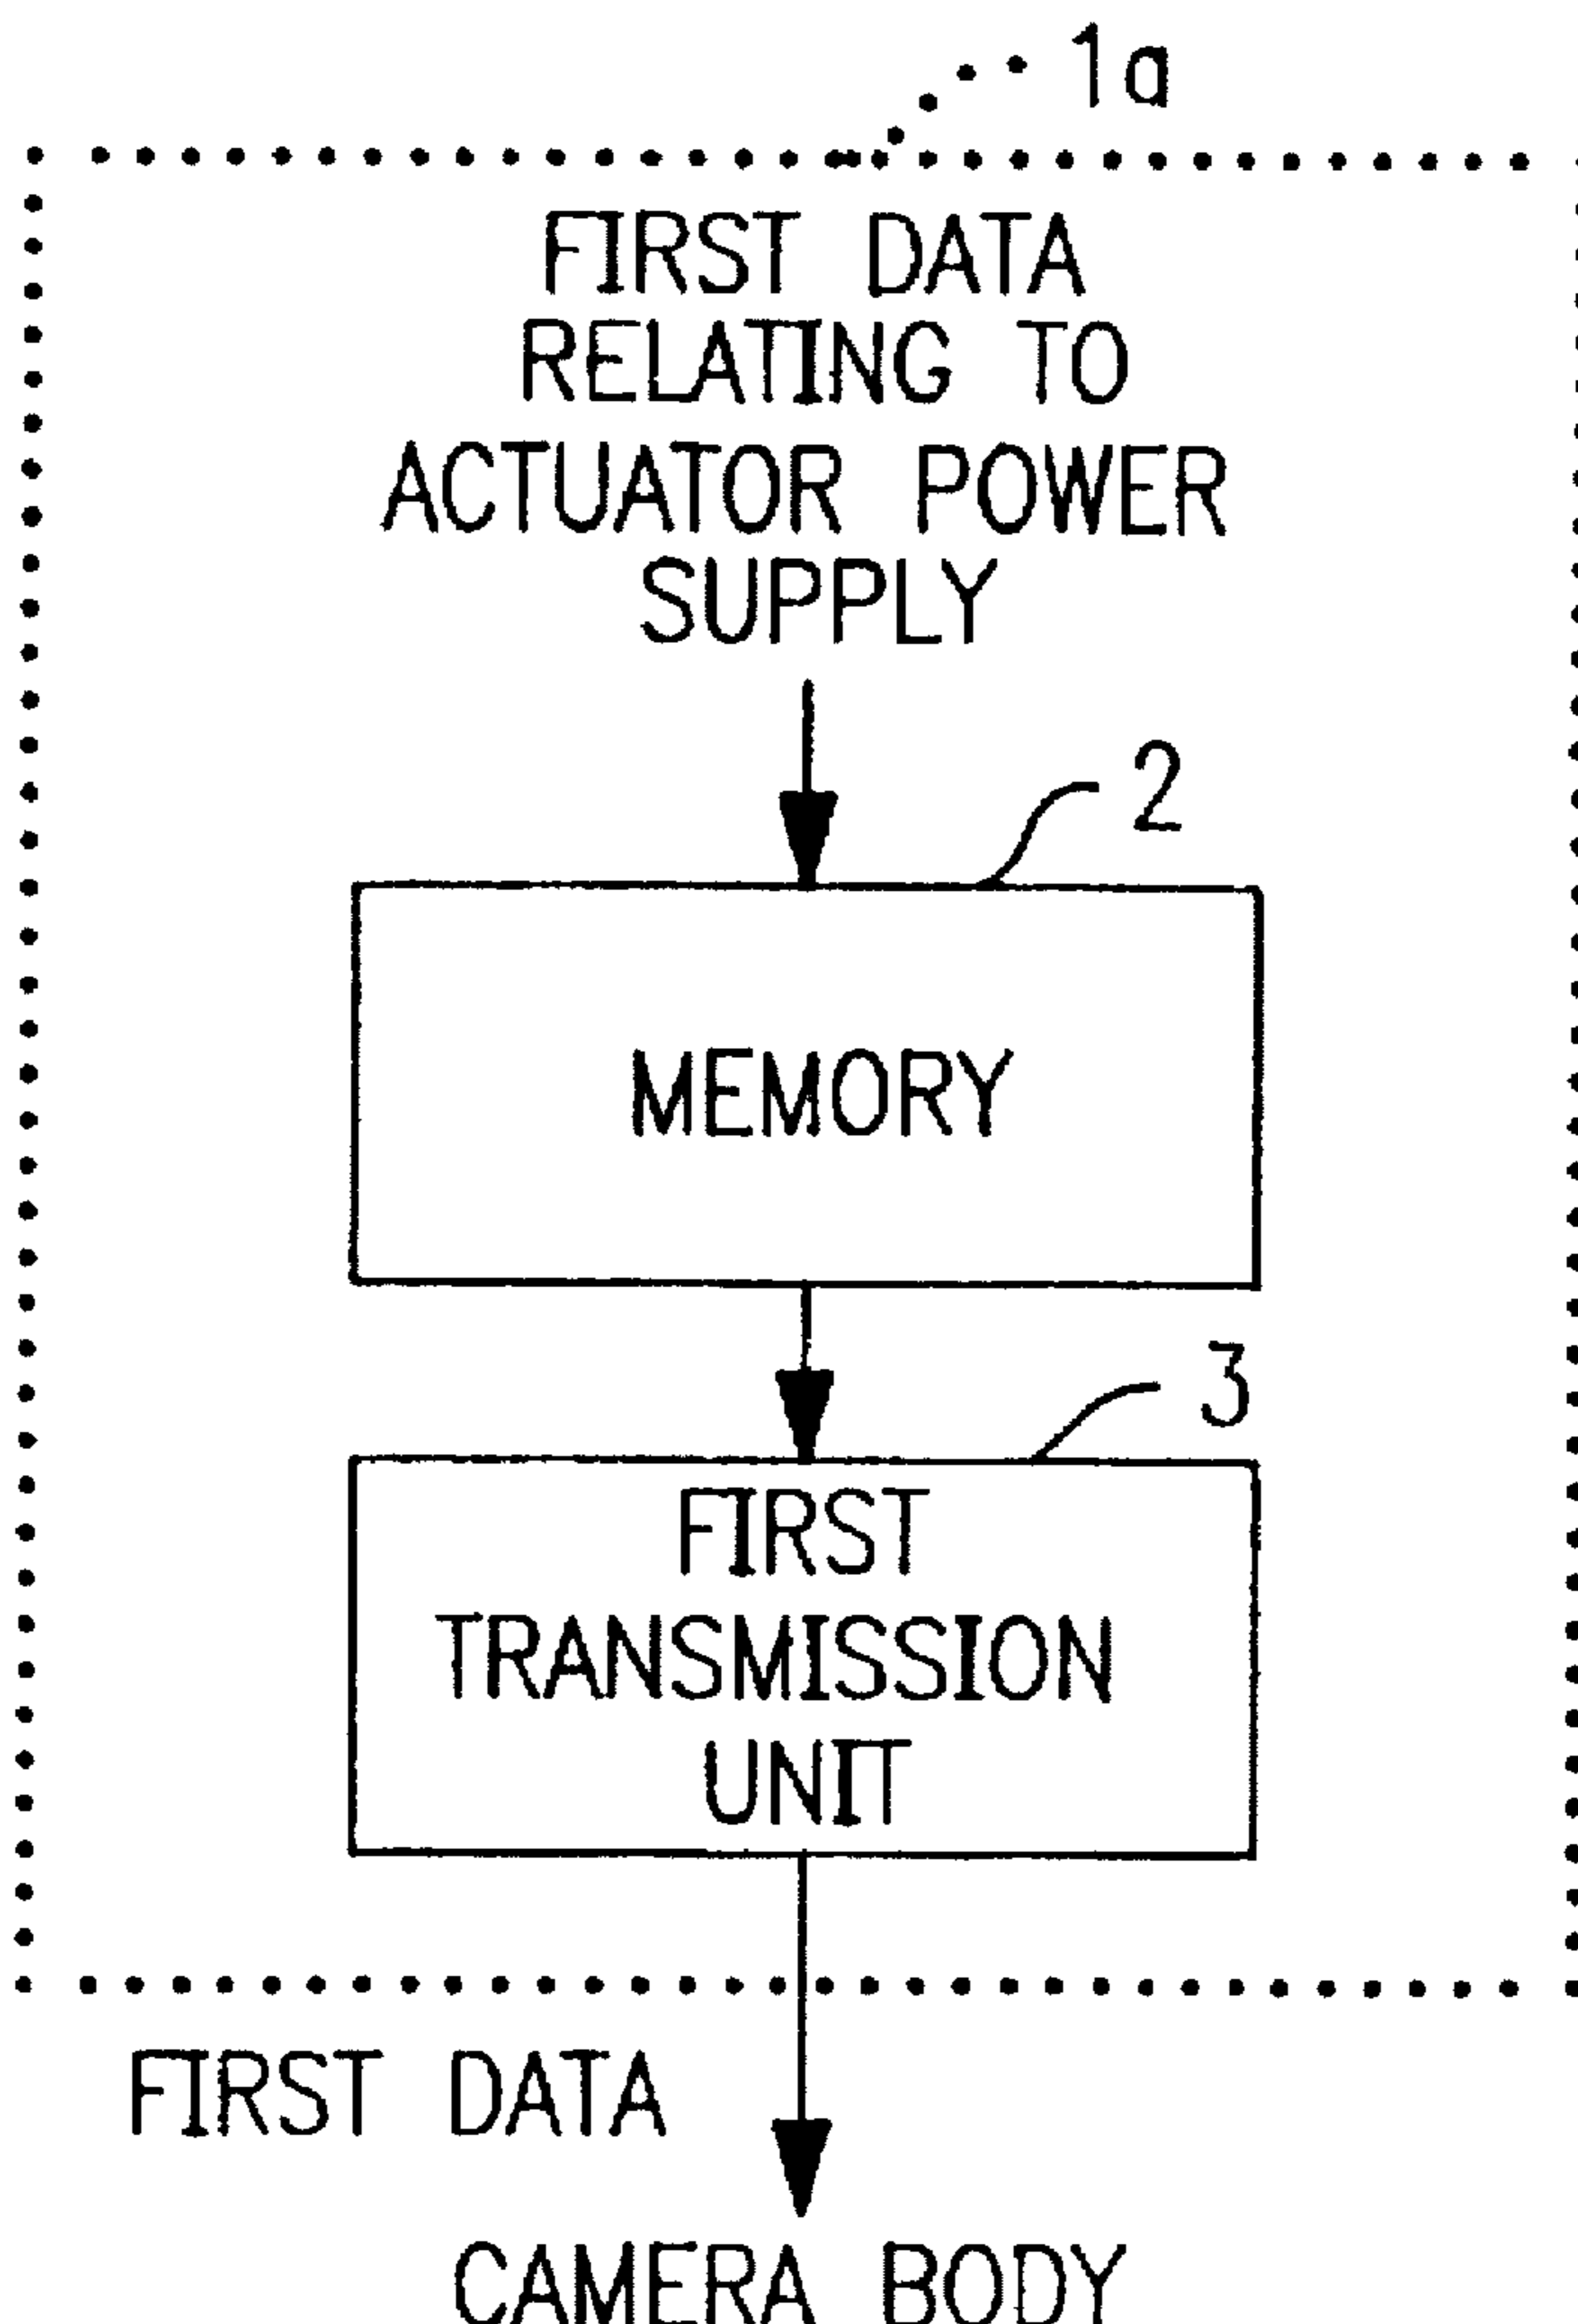 1a
FIRST DATA
RELATING TO
ACTUATOR POWER
SUPPLY
2
MEMORY
3
FIRST
TRANSMISSION
UNIT
FIRST DATA
CAMERA BODY